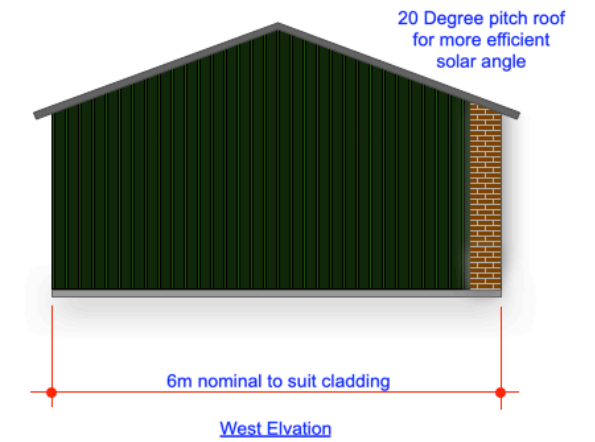 20 Degree pitch roof
for more efficient
solar angle
6m nominal to suit cladding
West Elvation